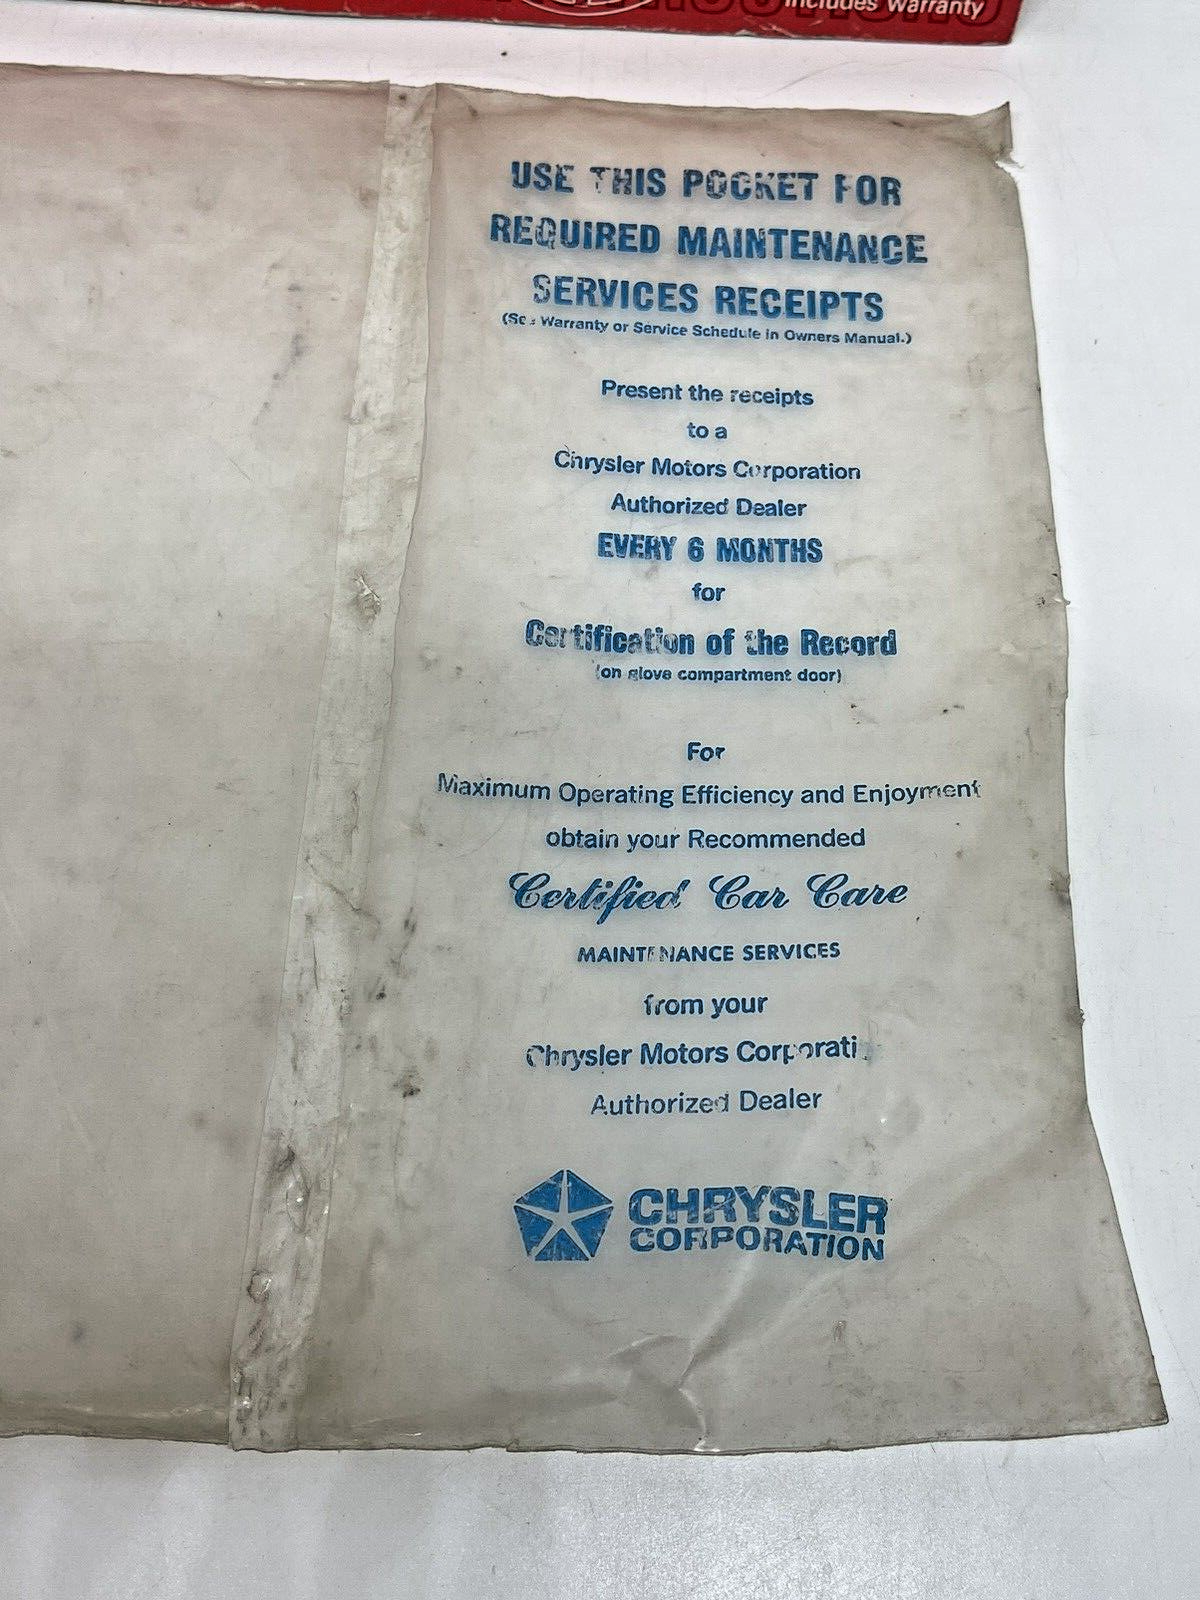 Includes Warranty
USE THIS POCKET FOR
REQUIRED MAINTENANCE
SERVICES RECEIPTS
(See Warranty or Service Schedule in Owners Manual.)
Present the receipts
to a
Chrysler Motors Corporation
Authorized Dealer
EVERY 6 MONTHS
for
Certification of the Record
(on glove compartment door)
For
Maximum Operating Efficiency and Enjoyment
obtain your Recommended
Certified Car Care
MAINTENANCE SERVICES
from your
Chrysler Motors Corporati
Authorized Dealer
CHRYSLER
CORPORATION